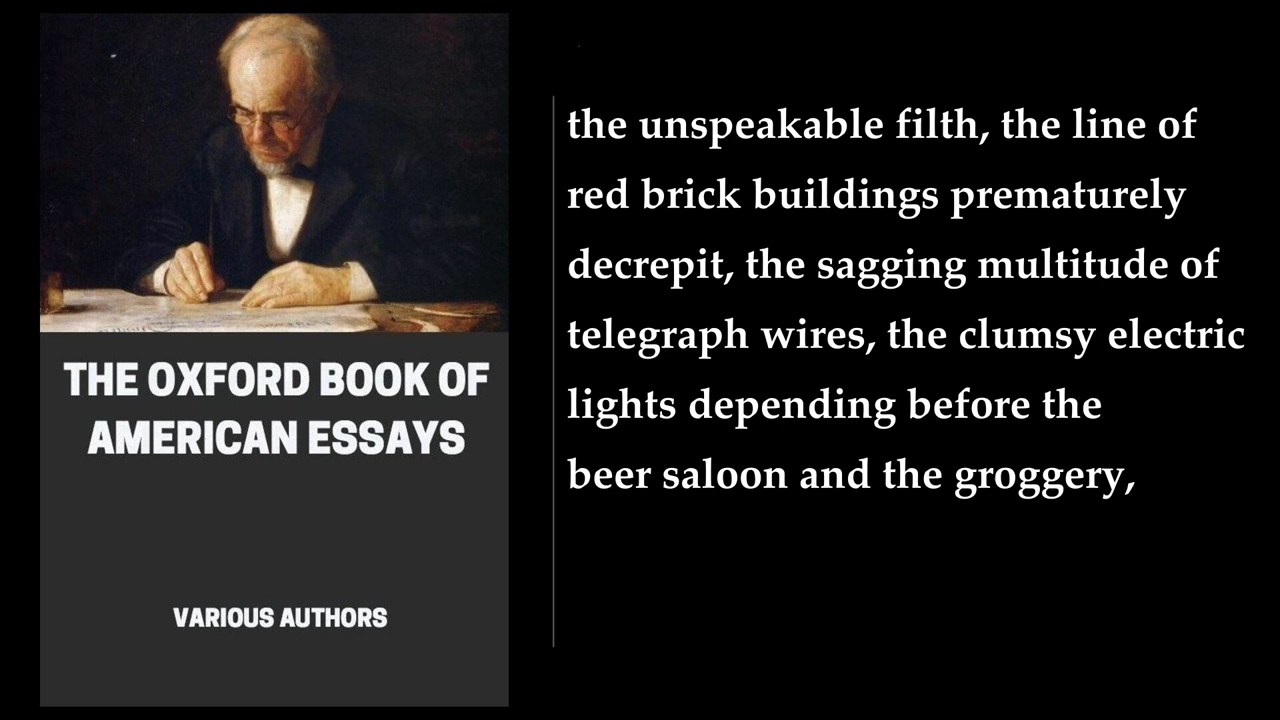 THE OXFORD BOOK OF
AMERICAN ESSAYS
VARIOUS AUTHORS
the unspeakable filth, the line of
red brick buildings prematurely
decrepit, the sagging multitude of
telegraph wires, the clumsy electric
lights depending before the
beer saloon and the groggery,